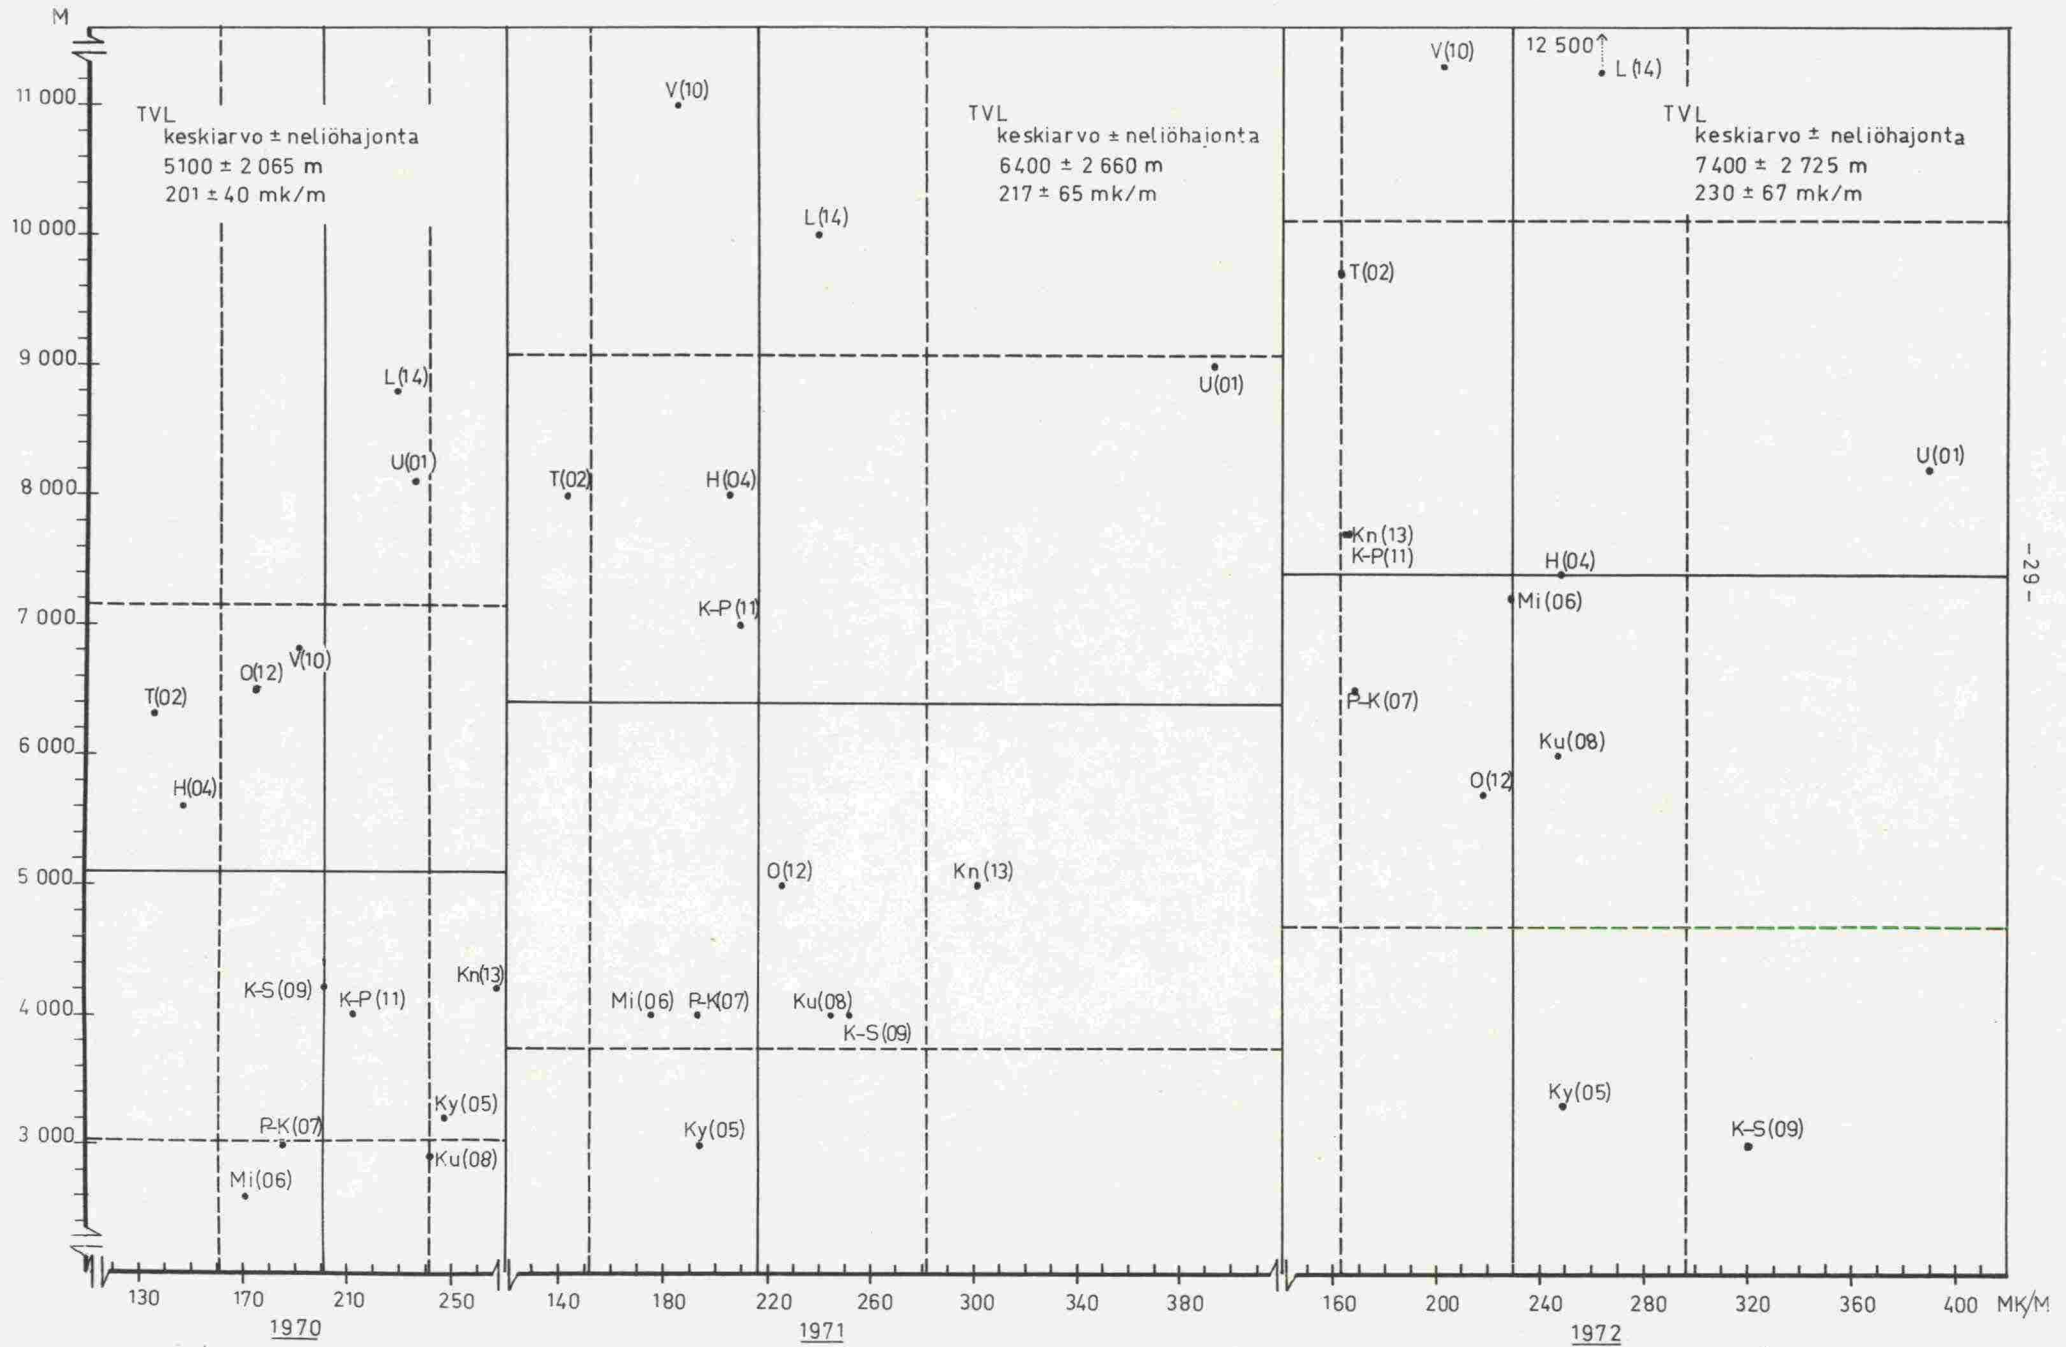 M
11 000
10 000
9 000
8 000
7 000
6 000
5 000
4 000
3 000
TVL
keskiarvo ± neliöhajonta
5100 ± 2 065 m
201 ± 40 mk/m
L(14)
U(01)
V(10)
O(12)
T(02)
H(04)
K-S(09)
K-P(11)
Kn(13)
Ky(05)
P-K(07)
Ku(08)
Mi(06)
130 170 210 250
1970
TVL
keskiarvo ± neliöhajonta
6400 ± 2 660 m
217 ± 65 mk/m
V(10)
L(14)
U(01)
T(02)
H(04)
K-P(11)
O(12)
Kn(13)
Mi(06)
P-K(07)
Ku(08)
K-S(09)
Ky(05)
140 180 220 260 300 340 380
1971
TVL
keskiarvo ± neliöhajonta
7400 ± 2 725 m
230 ± 67 mk/m
V(10)
12 500↑
L(14)
T(02)
U(01)
Kn(13)
K-P(11)
H(04)
Mi(06)
P-K(07)
Ku(08)
O(12)
Ky(05)
K-S(09)
160 200 240 280 320 360 400 MK/M
1972
-29-